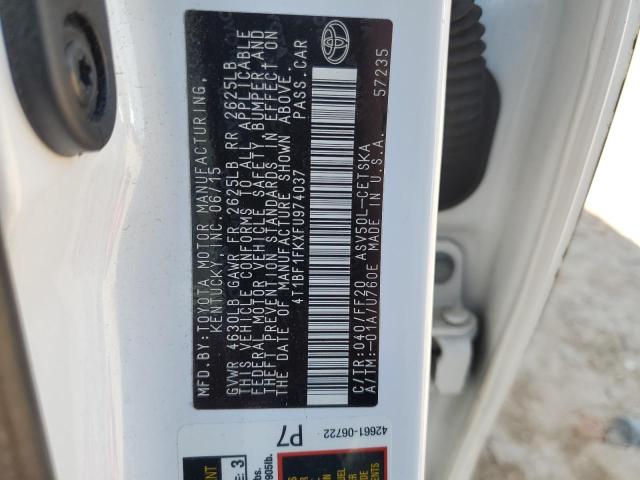 MFD.BY:TOYOTA MOTOR MANUFACTURING,
KENTUCKY, INC. 06/15
GVWR 4630LB GAWR FR 2625LB RR 2625LB
THIS VEHICLE CONFORMS TO ALL APPLICABLE
FEDERAL MOTOR VEHICLE SAFETY, BUMPER, AND
THEFT PREVENTION STANDARDS IN EFFECT ON
THE DATE OF MANUFACTURE SHOWN ABOVE.
4T1BF1FKXFU974037 PASS.CAR
C/TR:040/FF20 ASV50L-CETSKA
A/TM:-01A/U760E MADE IN U.S.A. 57235
42661-06722
P7
3
905lb.